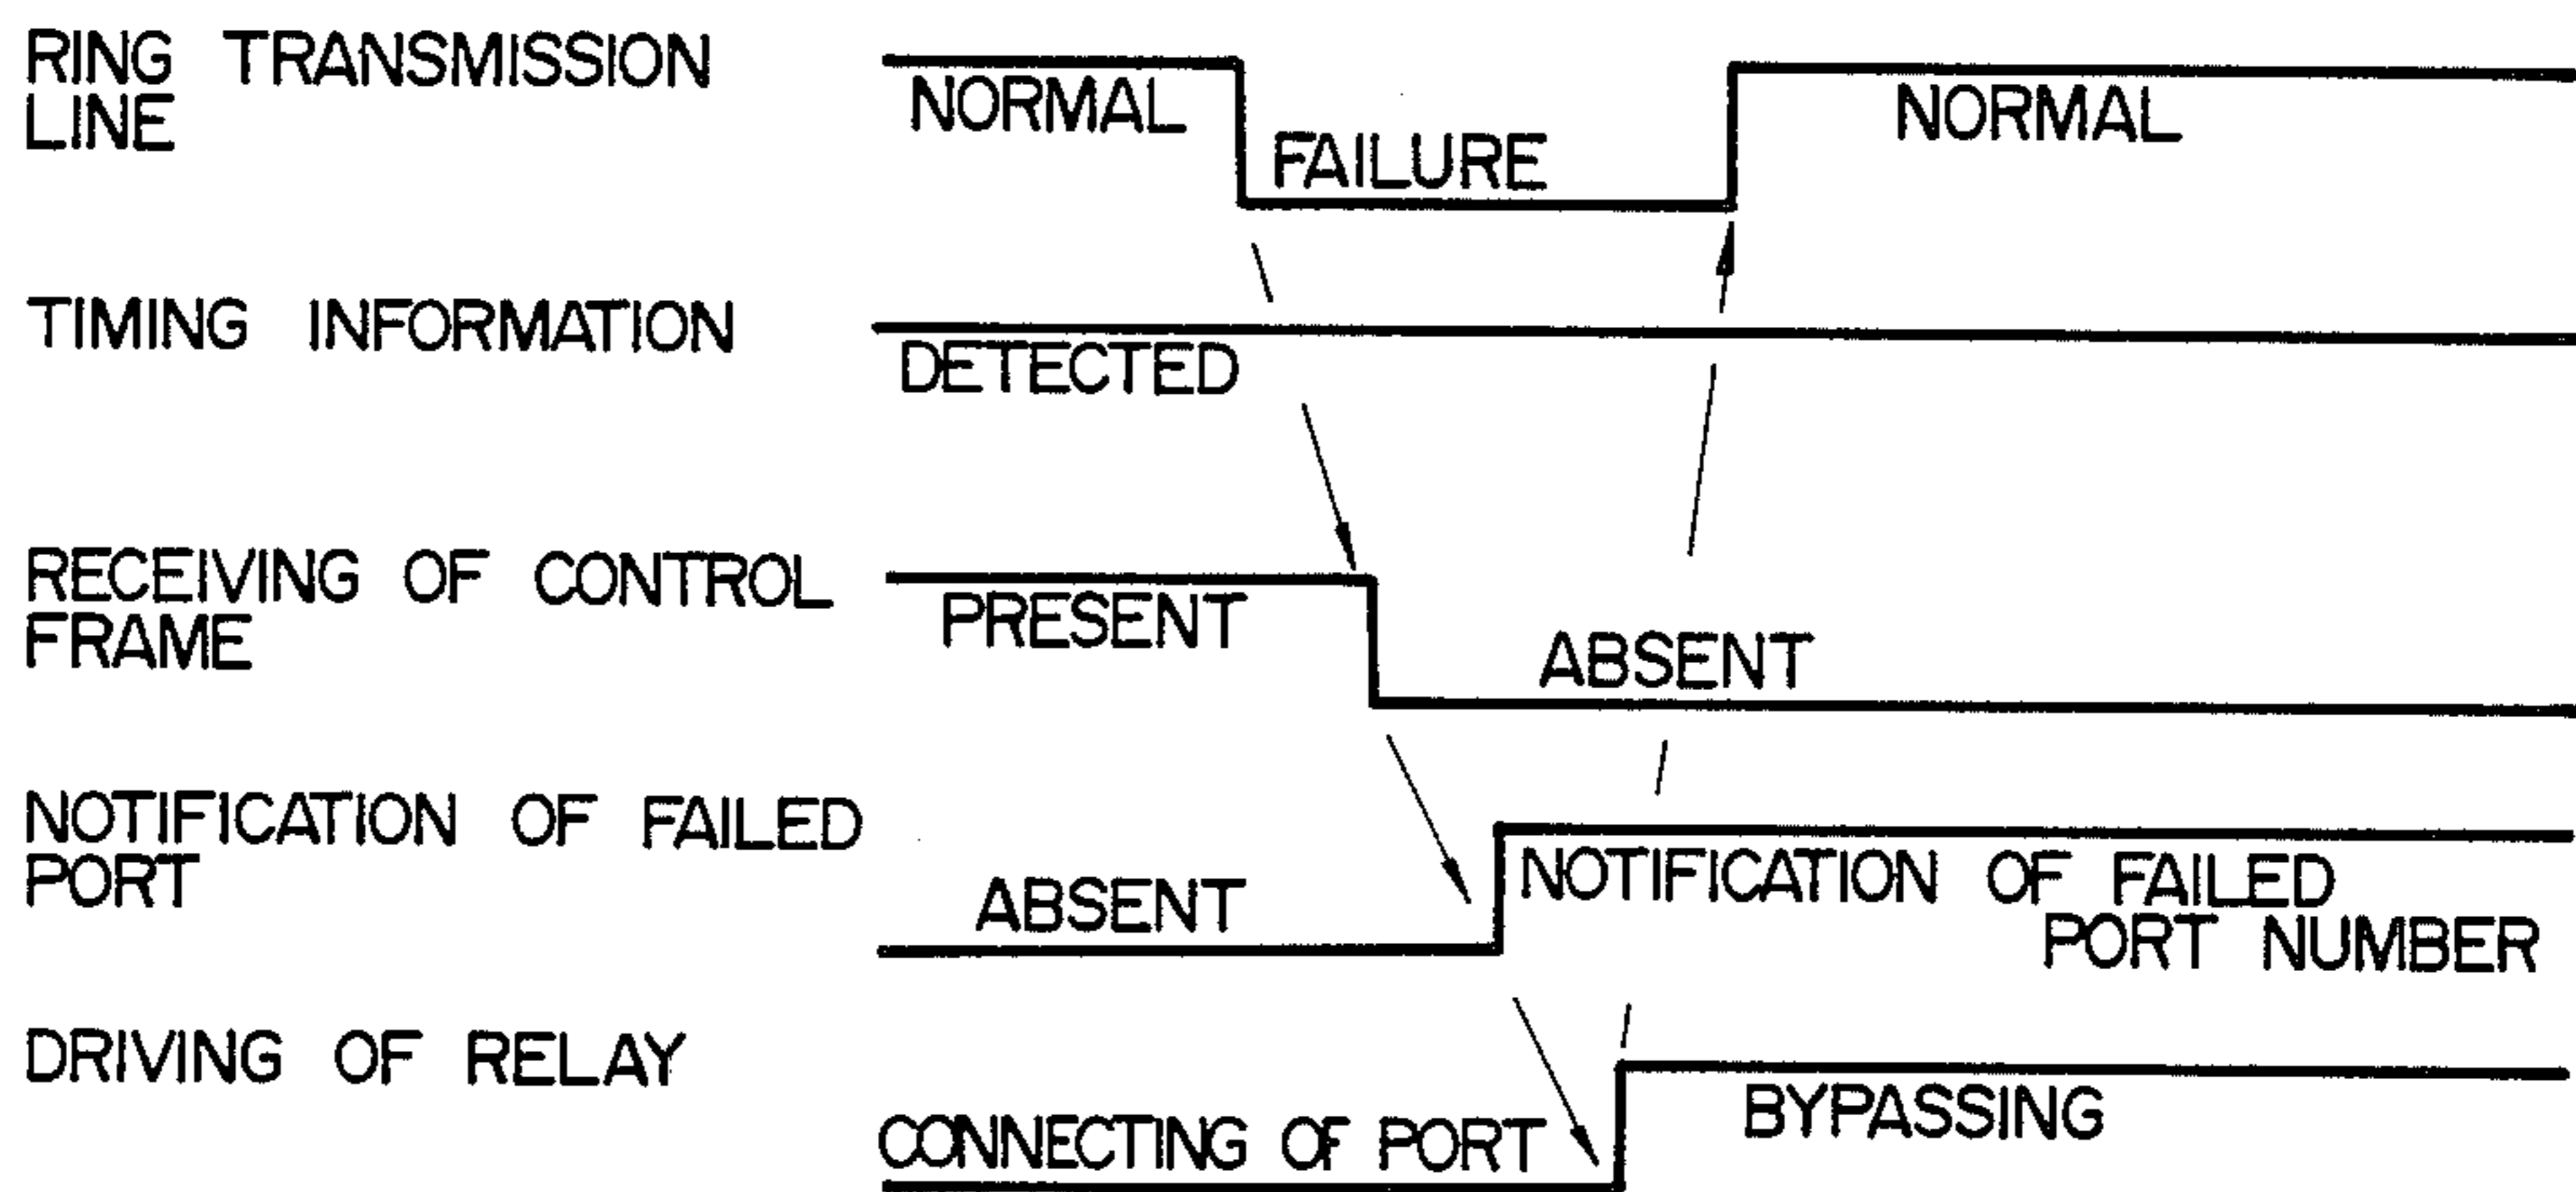 RING TRANSMISSION
LINE
NORMAL
FAILURE
NORMAL
TIMING INFORMATION
DETECTED
RECEIVING OF CONTROL
FRAME
PRESENT
ABSENT
NOTIFICATION OF FAILED
PORT
ABSENT
NOTIFICATION OF FAILED
PORT NUMBER
DRIVING OF RELAY
CONNECTING OF PORT
BYPASSING